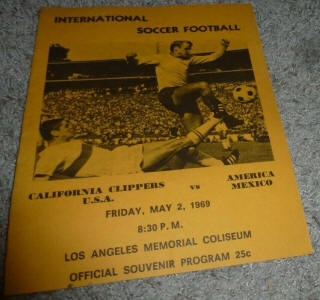 INTERNATIONAL
SOCCER FOOTBALL
CALIFORNIA CLIPPERS vs AMERICA
U.S.A. MEXICO
FRIDAY, MAY 2, 1969
8:30 P.M.
LOS ANGELES MEMORIAL COLISEUM
OFFICIAL SOUVENIR PROGRAM 25c